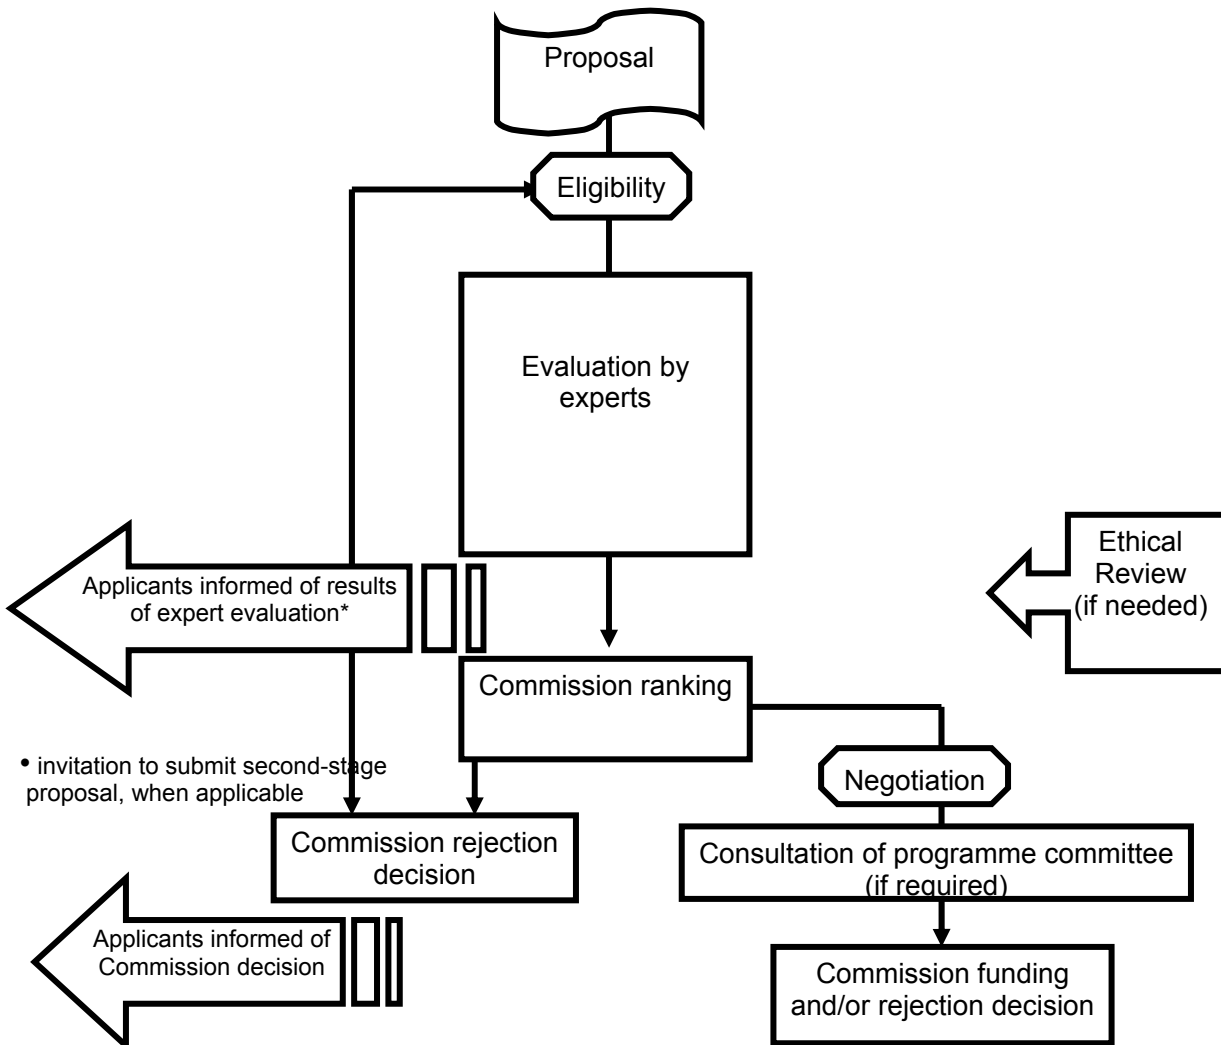 Proposal
Eligibility
Evaluation by
experts
Ethical
Review
(if needed)
Applicants informed of results
of expert evaluation*
Commission ranking
• invitation to submit second-stage
proposal, when applicable
Negotiation
Commission rejection
decision
Consultation of programme committee
(if required)
Applicants informed of
Commission decision
Commission funding
and/or rejection decision